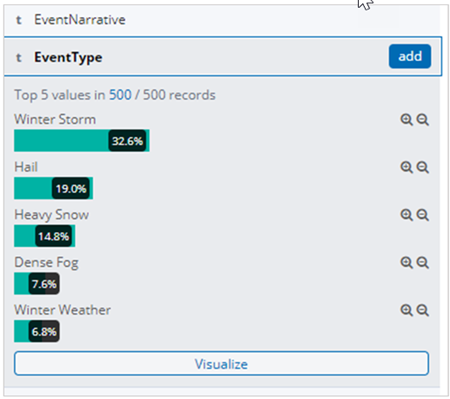 t EventNarrative
t EventType add
Top 5 values in 500 / 500 records
Winter Storm
32.6%
Hail
19.0%
Heavy Snow
14.8%
Dense Fog
7.6%
Winter Weather
6.8%
Visualize